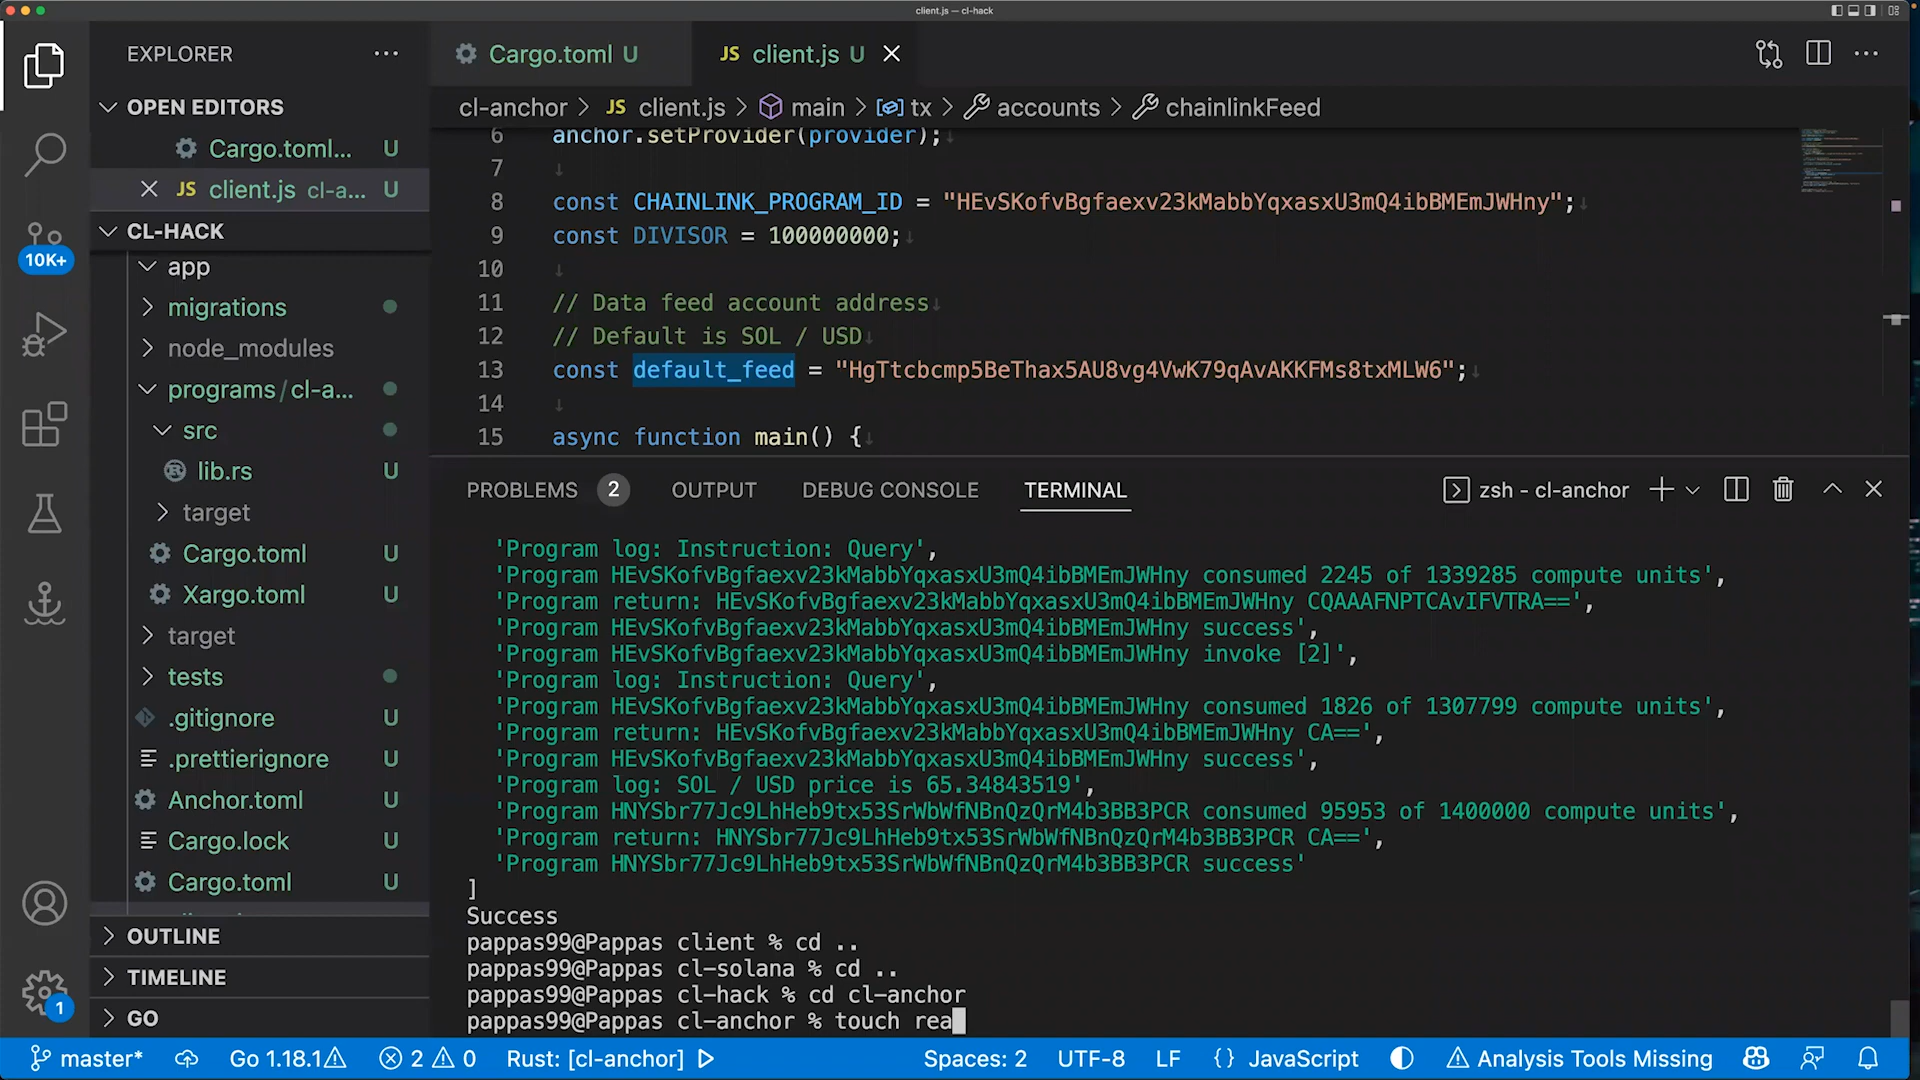 client.js — cl-hack
EXPLORER
OPEN EDITORS
Cargo.toml... U
client.js cl-a... U
CL-HACK
app
migrations
node_modules
programs/cl-a...
src
lib.rs U
target
Cargo.toml U
Xargo.toml U
target
tests
.gitignore U
.prettierignore U
Anchor.toml U
Cargo.lock U
Cargo.toml U
OUTLINE
TIMELINE
GO
10K+
1
Cargo.toml U
JS client.js U
cl-anchor > JS client.js > main > tx > accounts > chainlinkFeed
6 anchor.setProvider(provider);
7
8 const CHAINLINK_PROGRAM_ID = "HEvSKofvBgfaexv23kMabbYqxasxU3mQ4ibBMEmJWHny";
9 const DIVISOR = 100000000;
10
11 // Data feed account address
12 // Default is SOL / USD
13 const default_feed = "HgTtcbcmp5BeThax5AU8vg4VwK79qAvAKKFMs8txMLW6";
14
15 async function main() {
PROBLEMS 2 OUTPUT DEBUG CONSOLE TERMINAL zsh - cl-anchor
'Program log: Instruction: Query',
'Program HEvSKofvBgfaexv23kMabbYqxasxU3mQ4ibBMEmJWHny consumed 2245 of 1339285 compute units',
'Program return: HEvSKofvBgfaexv23kMabbYqxasxU3mQ4ibBMEmJWHny CQAAAFNPTCAvIFVTRA==',
'Program HEvSKofvBgfaexv23kMabbYqxasxU3mQ4ibBMEmJWHny success',
'Program HEvSKofvBgfaexv23kMabbYqxasxU3mQ4ibBMEmJWHny invoke [2]',
'Program log: Instruction: Query',
'Program HEvSKofvBgfaexv23kMabbYqxasxU3mQ4ibBMEmJWHny consumed 1826 of 1307799 compute units',
'Program return: HEvSKofvBgfaexv23kMabbYqxasxU3mQ4ibBMEmJWHny CA==',
'Program HEvSKofvBgfaexv23kMabbYqxasxU3mQ4ibBMEmJWHny success',
'Program log: SOL / USD price is 65.34843519',
'Program HNYSbr77Jc9LhHeb9tx53SrWbWfNBnQzQrM4b3BB3PCR consumed 95953 of 1400000 compute units',
'Program return: HNYSbr77Jc9LhHeb9tx53SrWbWfNBnQzQrM4b3BB3PCR CA==',
'Program HNYSbr77Jc9LhHeb9tx53SrWbWfNBnQzQrM4b3BB3PCR success'
]
Success
pappas99@Pappas client % cd ..
pappas99@Pappas cl-solana % cd ..
pappas99@Pappas cl-hack % cd cl-anchor
pappas99@Pappas cl-anchor % touch rea
master* Go 1.18.1 2 0 Rust: [cl-anchor] Spaces: 2 UTF-8 LF {} JavaScript Analysis Tools Missing